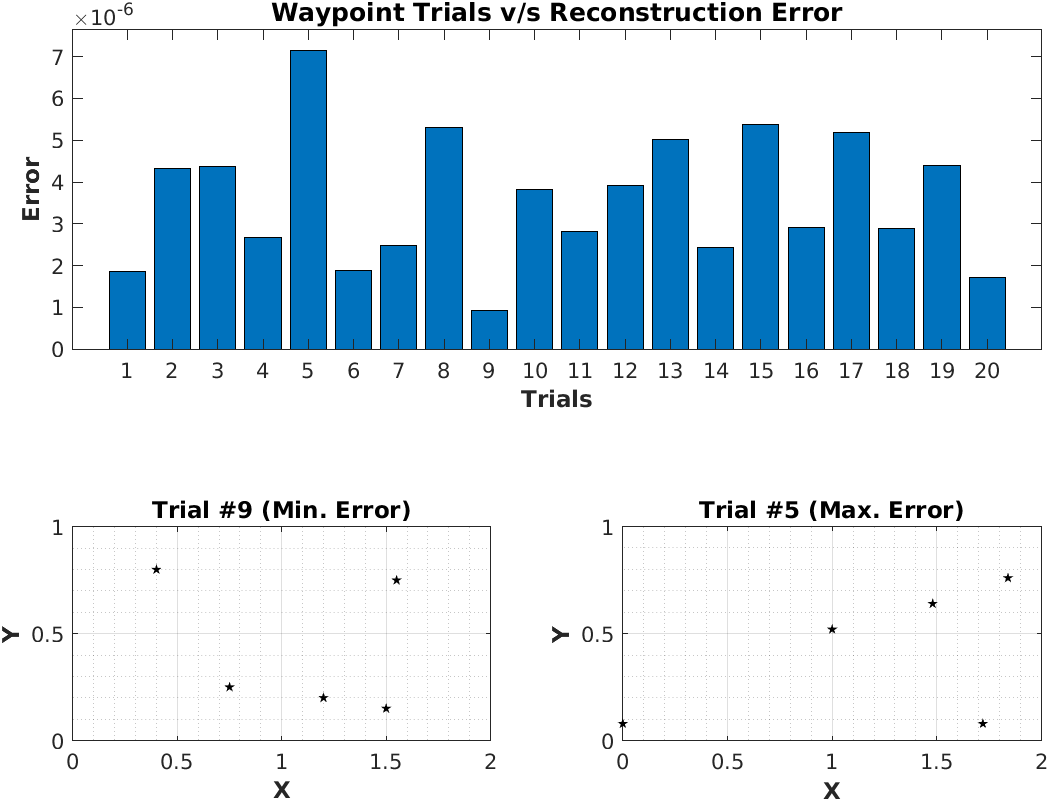 Waypoint Trials v/s Reconstruction Error
×10⁻⁶
7
6
5
4
3
2
1
0
Error
1 2 3 4 5 6 7 8 9 10 11 12 13 14 15 16 17 18 19 20
Trials
Trial #9 (Min. Error)
1
0.5
0
Y
0 0.5 1 1.5 2
X
Trial #5 (Max. Error)
1
0.5
0
Y
0 0.5 1 1.5 2
X